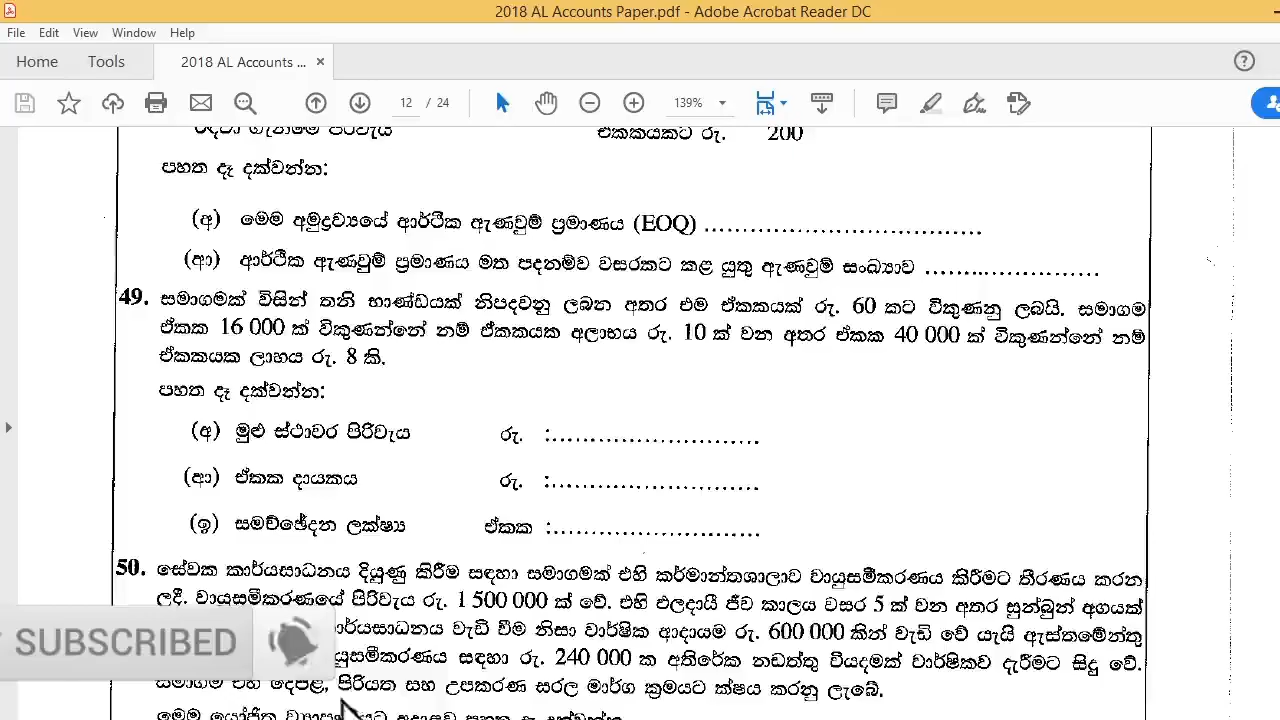 2018 AL Accounts Paper.pdf - Adobe Acrobat Reader DC
File Edit View Window Help
Home Tools 2018 AL Accounts ... ×
12 / 24 139%
ඒකකයකට රු. 200
පහත දෑ දක්වන්න:
(අ) මෙම අමුද්‍රව්‍යයේ ආර්ථික ඇණවුම් ප්‍රමාණය (EOQ) ....................................
(ආ) ආර්ථික ඇණවුම් ප්‍රමාණය මත පදනම්ව වසරකට කළ යුතු ඇණවුම් සංඛ්‍යාව .......................
49. සමාගමක් විසින් තනි භාණ්ඩයක් නිපදවනු ලබන අතර එම ඒකකයක් රු. 60 කට විකුණනු ලබයි. සමාගම
ඒකක 16 000 ක් විකුණන්නේ නම් ඒකකයක අලාභය රු. 10 ක් වන අතර ඒකක 40 000 ක් විකුණන්නේ නම්
ඒකකයක ලාභය රු. 8 කි.
පහත දෑ දක්වන්න:
(අ) මුළු ස්ථාවර පිරිවැය රු. :...........................
(ආ) ඒකක දායකය රු. :...........................
(ඉ) සමච්ඡේදන ලක්ෂ්‍ය ඒකක :...........................
50. සේවක කාර්යසාධනය දියුණු කිරීම සඳහා සමාගමක් එහි කර්මාන්තශාලාව වායුසමීකරණය කිරීමට තීරණය කරන
ලදී. වායුසමීකරණයේ පිරිවැය රු. 1 500 000 ක් වේ. එහි ඵලදායී ජීව කාලය වසර 5 ක් වන අතර සුන්බුන් අගයක්
වැඩි වීම නිසා වාර්ෂික ආදායම රු. 600 000 කින් වැඩි වේ යැයි ඇස්තමේන්තු
සඳහා රු. 240 000 ක අතිරේක නඩත්තු වියදමක් වාර්ෂිකව දැරීමට සිදු වේ.
සමාගම එහි දේපළ, පිරියත සහ උපකරණ සරල මාර්ග ක්‍රමයට ක්ෂය කරනු ලැබේ.
SUBSCRIBED